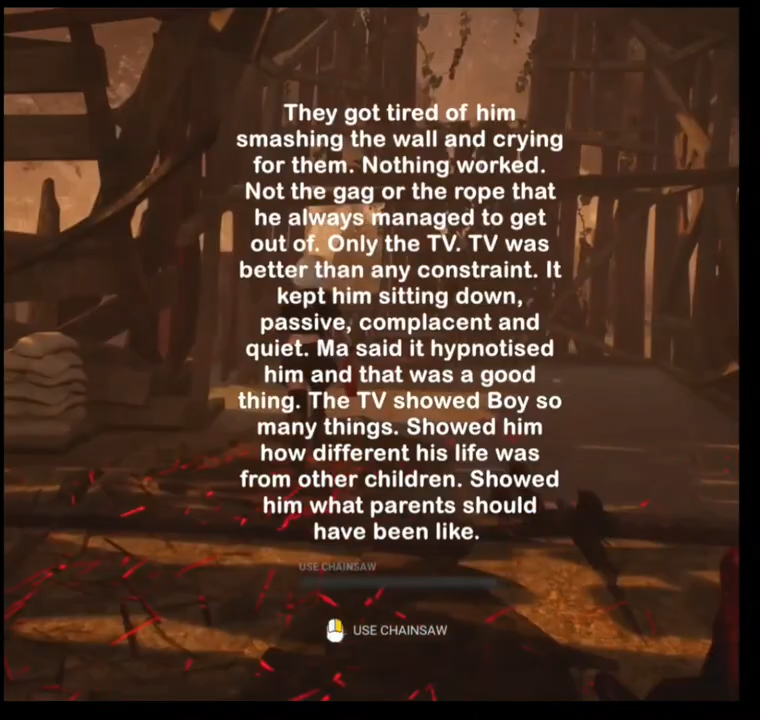 They got tired of him
smashing the wall and crying
for them. Nothing worked.
Not the gag or the rope that
he always managed to get
out of. Only the TV. TV was
better than any constraint. It
kept him sitting down,
passive, complacent and
quiet. Ma said it hypnotised
him and that was a good
thing. The TV showed Boy so
many things. Showed him
how different his life was
from other children. Showed
him what parents should
have been like.
USE CHAINSAW
USE CHAINSAW